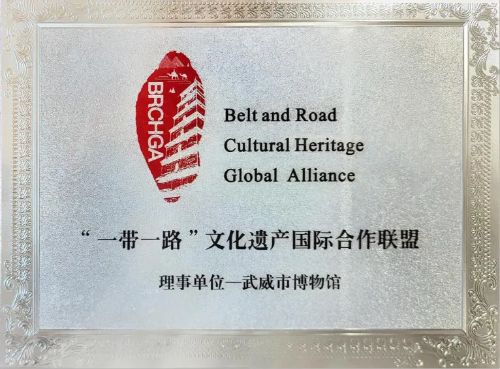 BRCHGA
Belt and Road
Cultural Heritage
Global Alliance
“一带一路”文化遗产国际合作联盟
理事单位—武威市博物馆